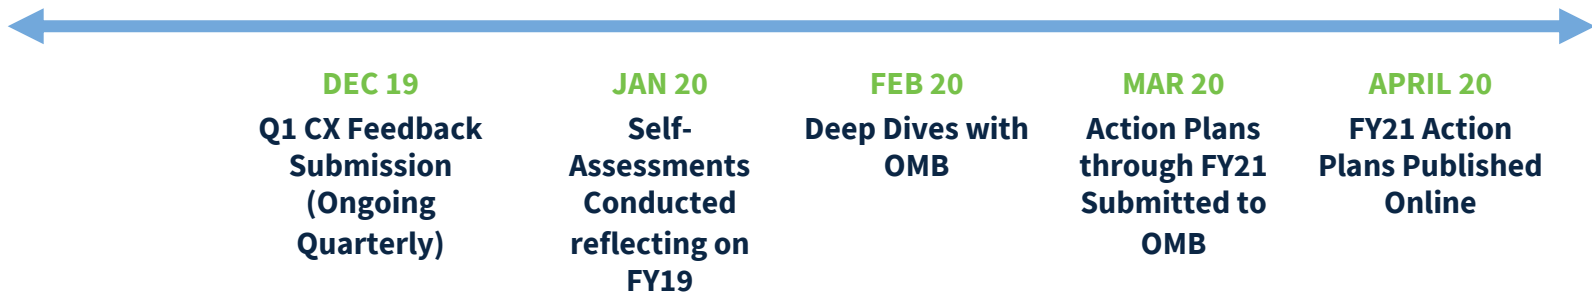 DEC 19
Q1 CX Feedback
Submission
(Ongoing
Quarterly)
JAN 20
Self-
Assessments
Conducted
reflecting on
FY19
FEB 20
Deep Dives with
OMB
MAR 20
Action Plans
through FY21
Submitted to
OMB
APRIL 20
FY21 Action
Plans Published
Online